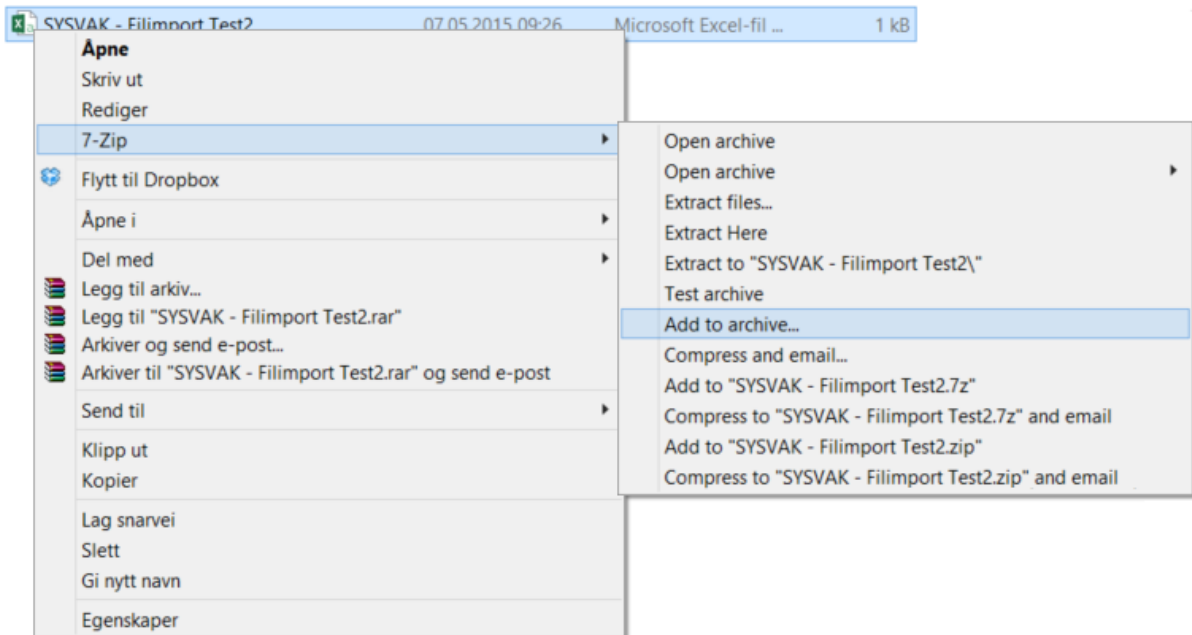 SYSVAK - Filimport Test2 07.05.2015 09:26 Microsoft Excel-fil ... 1 kB
Åpne
Skriv ut
Rediger
7-Zip
Flytt til Dropbox
Åpne i
Del med
Legg til arkiv...
Legg til "SYSVAK - Filimport Test2.rar"
Arkiver og send e-post...
Arkiver til "SYSVAK - Filimport Test2.rar" og send e-post
Send til
Klipp ut
Kopier
Lag snarvei
Slett
Gi nytt navn
Egenskaper
Open archive
Open archive
Extract files...
Extract Here
Extract to "SYSVAK - Filimport Test2\"
Test archive
Add to archive...
Compress and email...
Add to "SYSVAK - Filimport Test2.7z"
Compress to "SYSVAK - Filimport Test2.7z" and email
Add to "SYSVAK - Filimport Test2.zip"
Compress to "SYSVAK - Filimport Test2.zip" and email